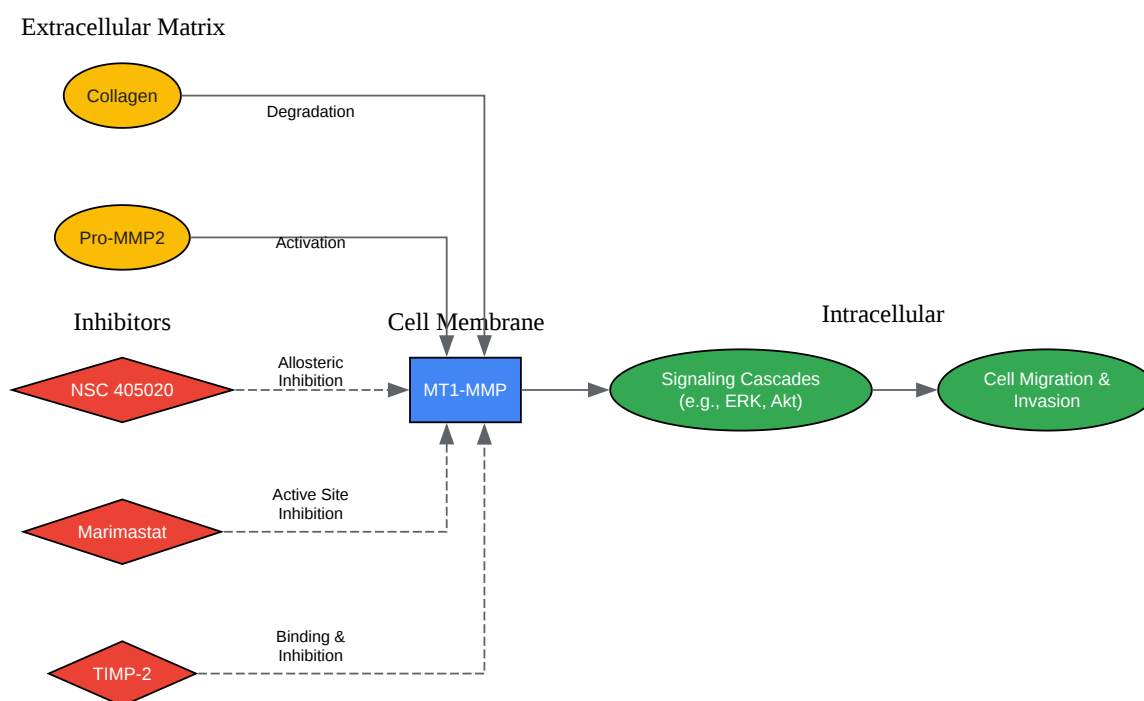 Extracellular Matrix
Collagen
Degradation
Pro-MMP2
Activation
Inhibitors
Cell Membrane
Intracellular
NSC 405020
Allosteric
Inhibition
MT1-MMP
Signaling Cascades
(e.g., ERK, Akt)
Cell Migration &
Invasion
Marimastat
Active Site
Inhibition
TIMP-2
Binding &
Inhibition